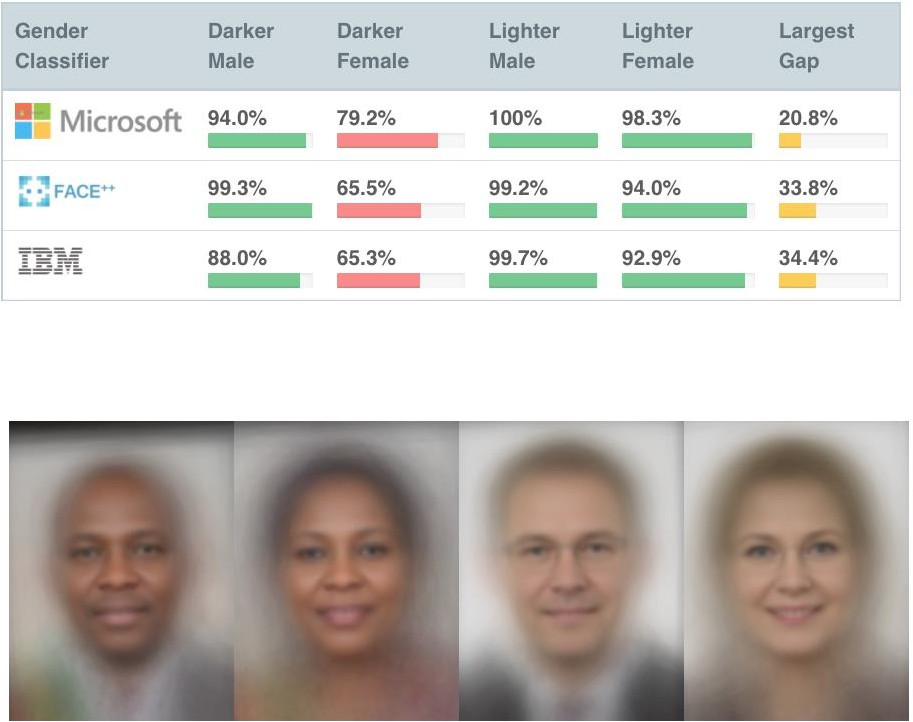 Gender Classifier Darker Male Darker Female Lighter Male Lighter Female Largest Gap
Microsoft 94.0% 79.2% 100% 98.3% 20.8%
FACE++ 99.3% 65.5% 99.2% 94.0% 33.8%
IBM 88.0% 65.3% 99.7% 92.9% 34.4%